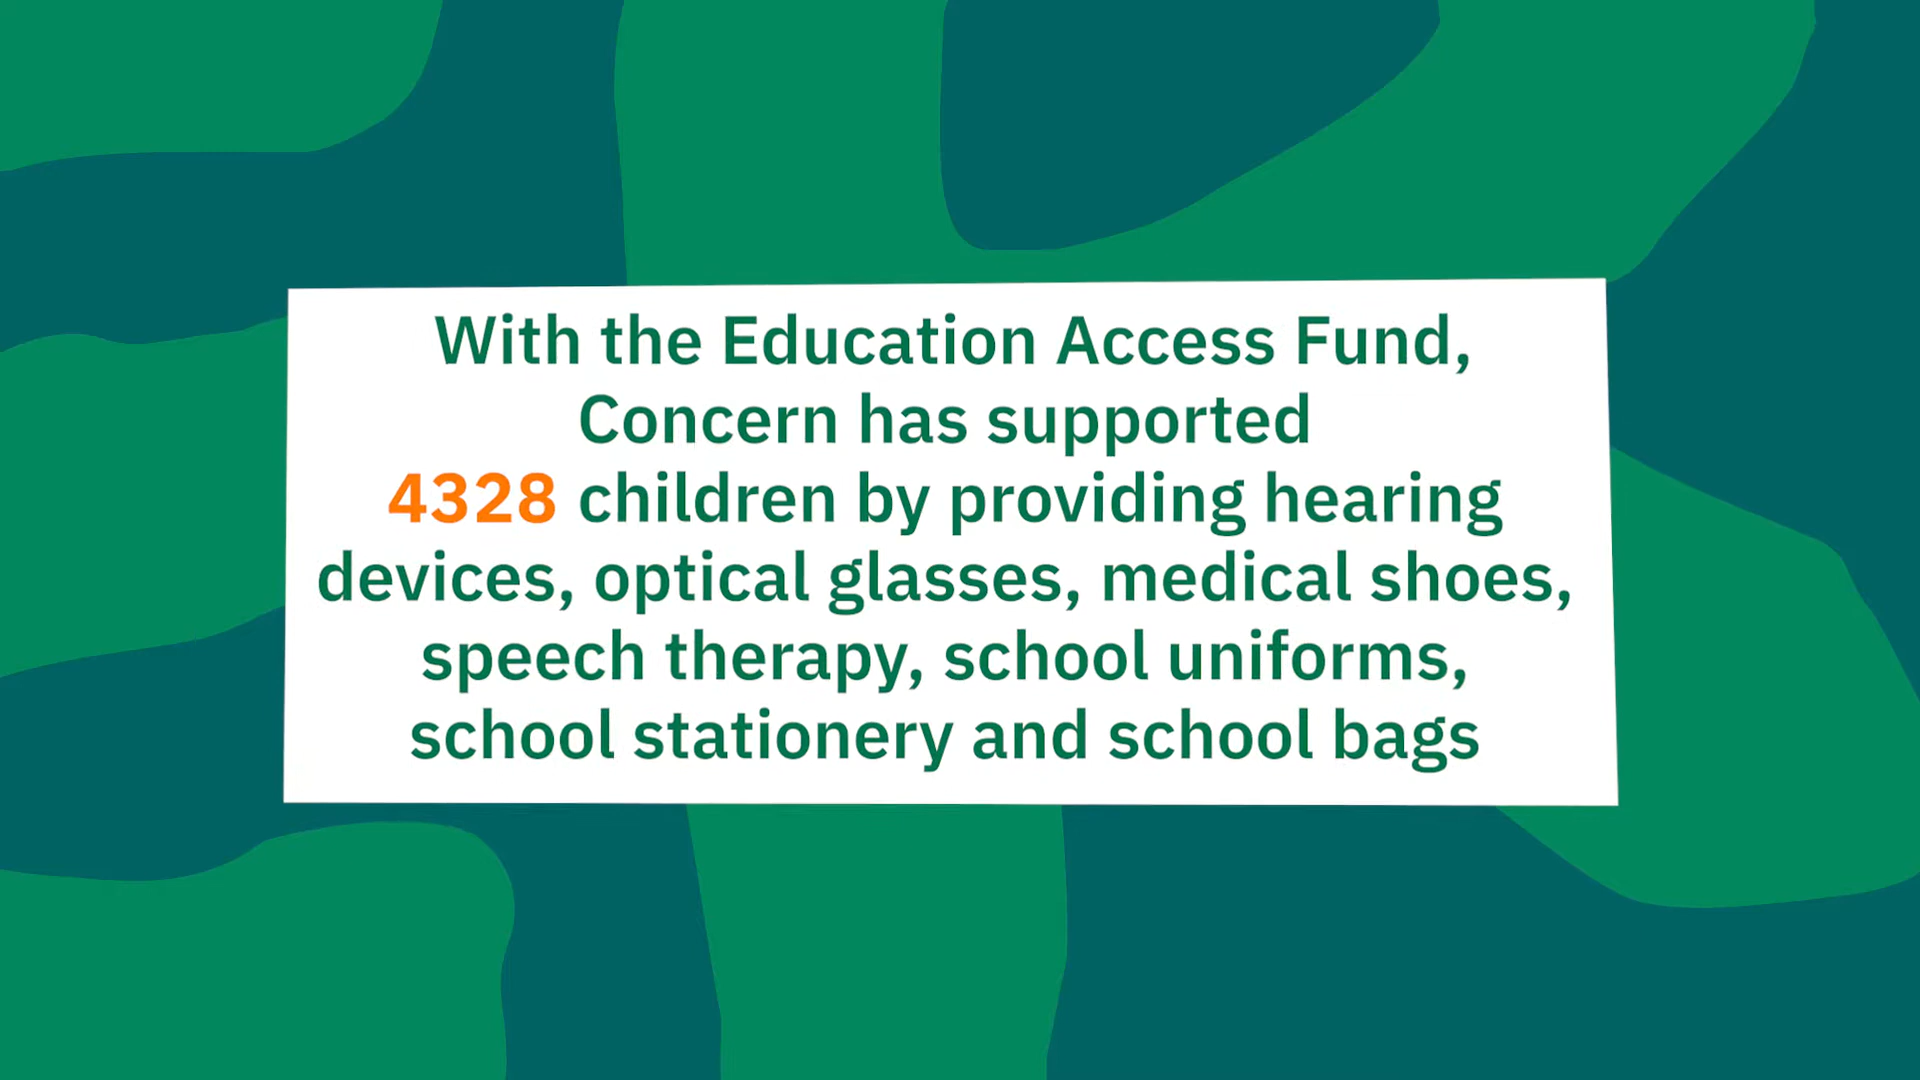 With the Education Access Fund,
Concern has supported
4328 children by providing hearing
devices, optical glasses, medical shoes,
speech therapy, school uniforms,
school stationery and school bags